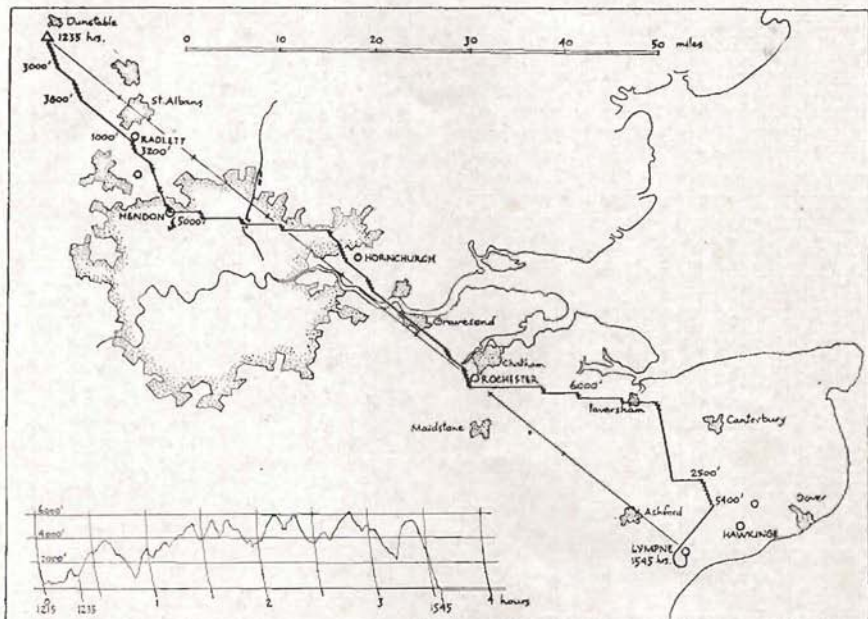 Dunstable
1235 hrs.
0 10 20 30 40 50 miles
3000'
3800'
St. Albans
1000'
RADLETT
3200'
HENDON
5000'
HORNCHURCH
Gravesend
Chatham
ROCHESTER
6000'
Faversham
Maidstone
Canterbury
2500'
5400'
Ashford
Dover
HAWKINGE
LYMPNE
1545 hrs.
6000'
4000'
2000'
0 1 2 3 4 hours
1215 1235 1545